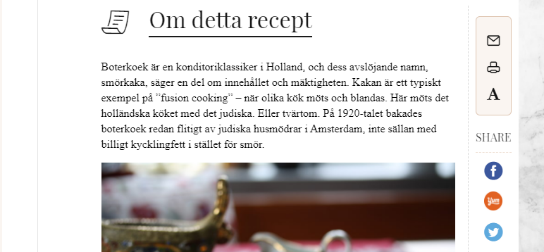 Om detta recept
Boterkoek är en konditoriklassiker i Holland, och dess avslöjande namn,
smörkaka, säger en del om innehållet och mäktigheten. Kakan är ett typiskt
exempel på ”fusion cooking” – när olika kök möts och blandas. Här möts det
holländska köket med det judiska. Eller tvärtom. På 1920-talet bakades
boterkoek redan flitigt av judiska husmödrar i Amsterdam, inte sällan med
billigt kycklingfett i stället för smör.
A
SHARE